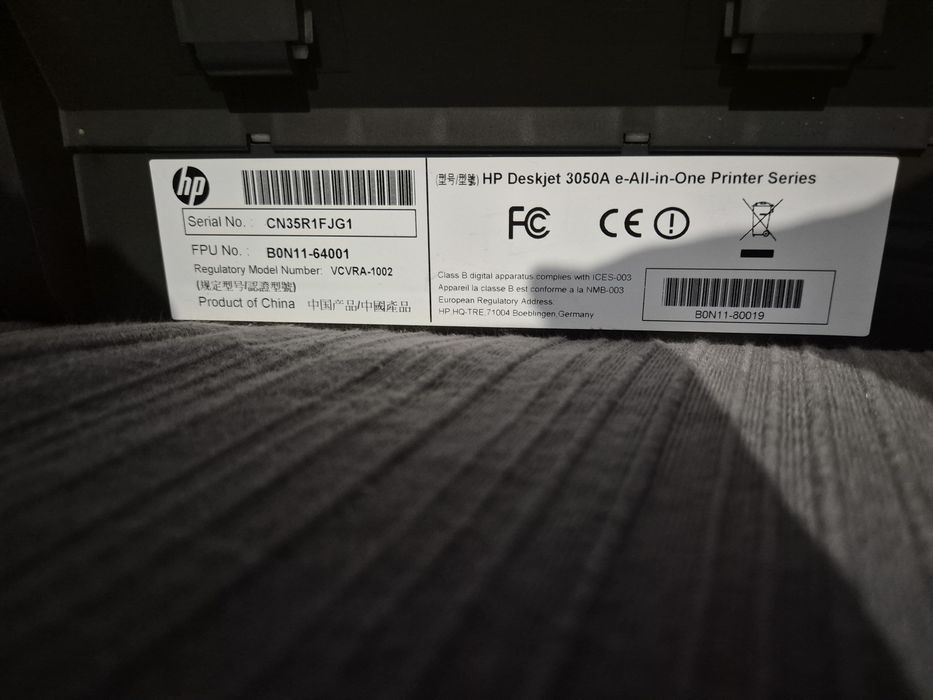 hp
Serial No. : CN35R1FJG1
FPU No. : B0N11-64001
Regulatory Model Number: VCVRA-1002
(规定型号/認證型號)
Product of China 中国产品/中國產品
(型号/型號) HP Deskjet 3050A e-All-in-One Printer Series
FC CE
Class B digital apparatus complies with ICES-003
Appareil la classe B est conforme a la NMB-003
European Regulatory Address:
HP HQ-TRE,71004 Boeblingen,Germany
B0N11-80019